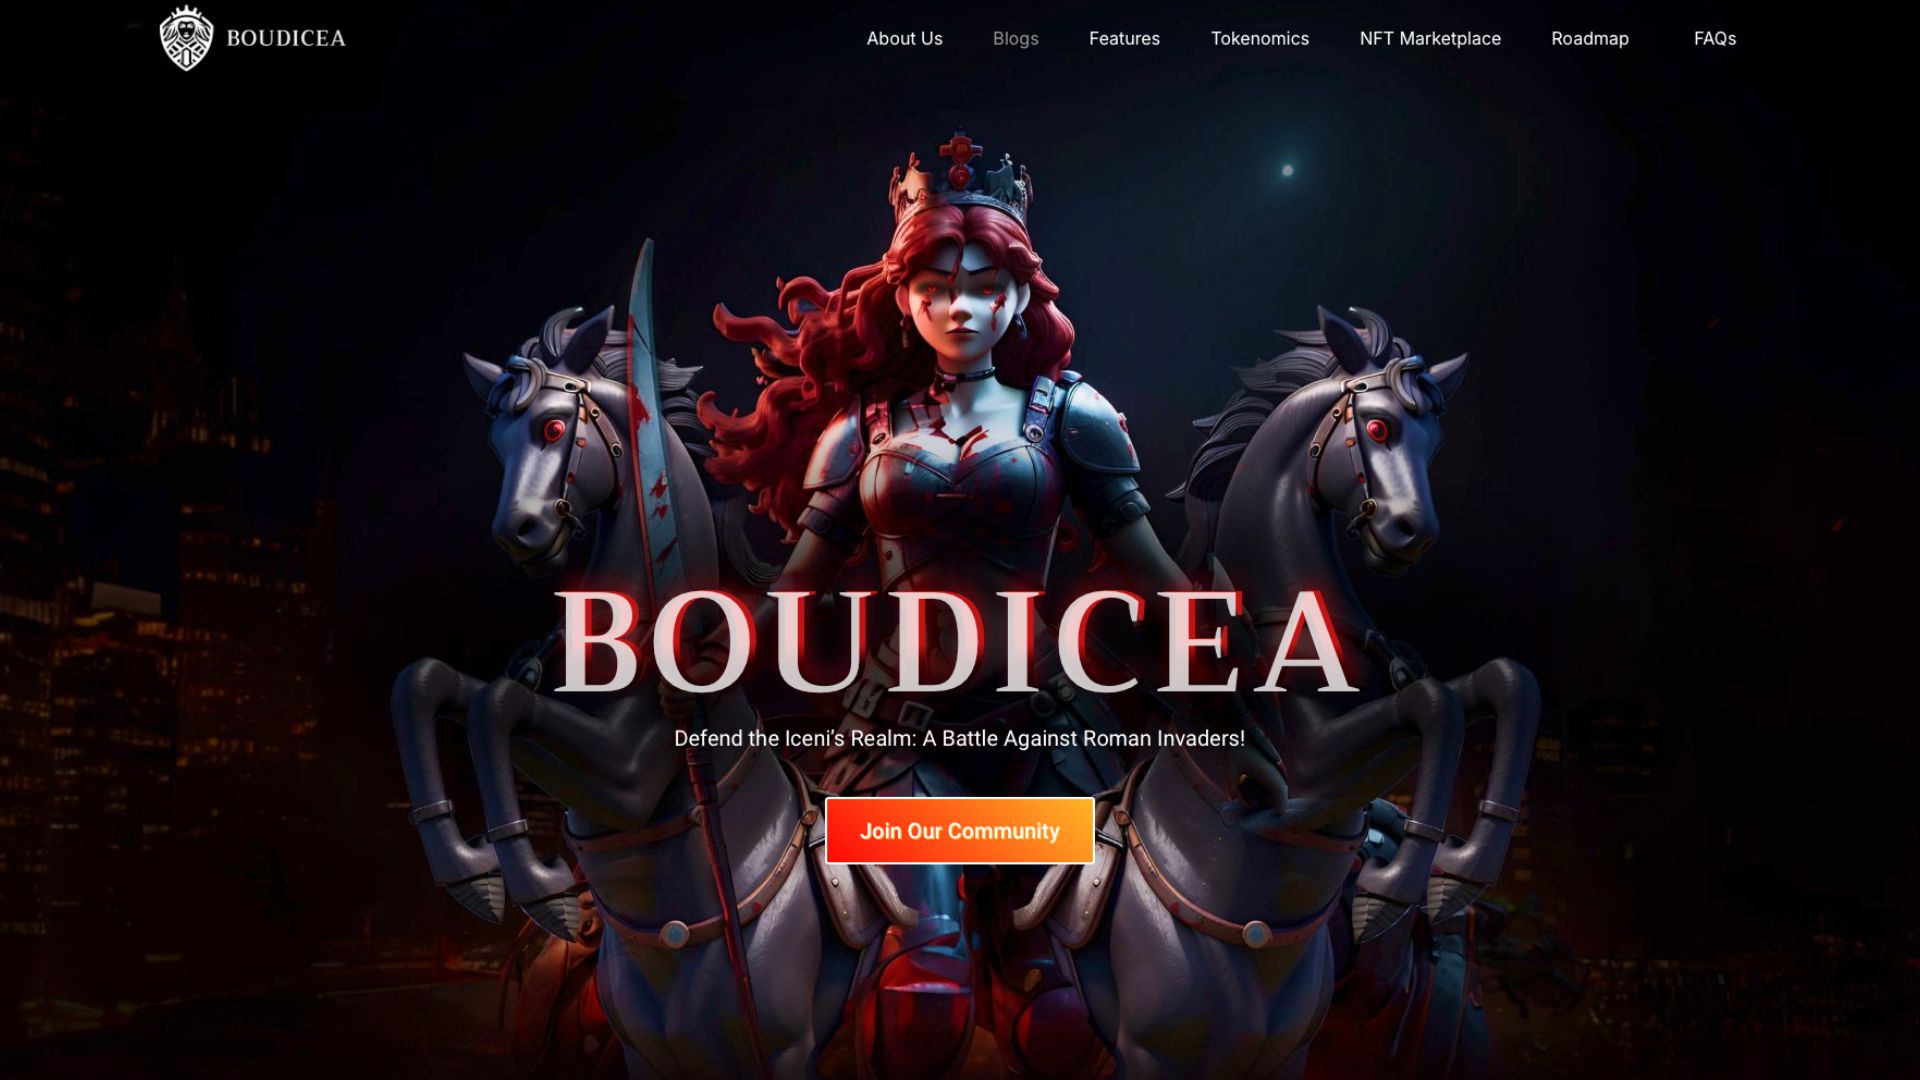 BOUDICEA
About Us
Blogs
Features
Tokenomics
NFT Marketplace
Roadmap
FAQs
BOUDICEA
Defend the Iceni’s Realm: A Battle Against Roman Invaders!
Join Our Community